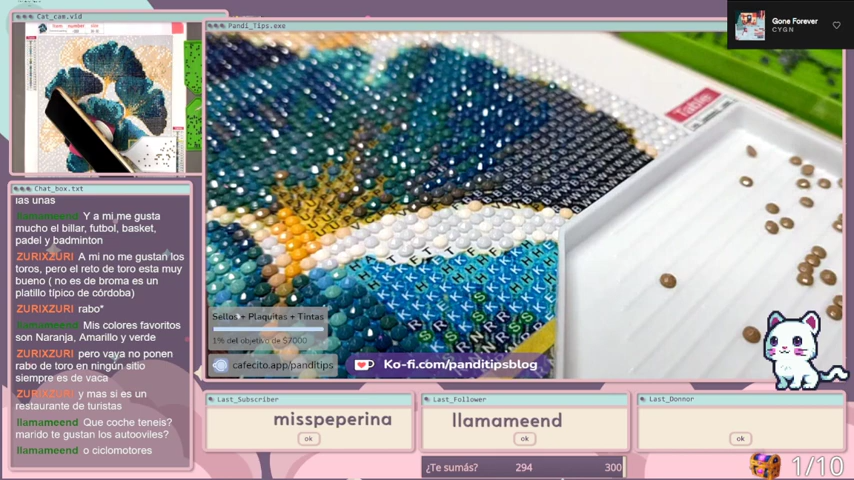 Cat_cam.vid
Pandi_Tips.exe
Gone Forever
CYGN
Table
Chat_box.txt
las unas
llamameend Y a mi me gusta
mucho el billar, futbol, basket,
padel y badminton
ZURIXZURI A mi no me gustan los
toros, pero el reto de toro esta muy
bueno ( no es de broma es un
platillo típico de córdoba)
ZURIXZURI rabo*
llamameend Mis colores favoritos
son Naranja, Amarillo y verde
ZURIXZURI pero vaya no ponen
rabo de toro en ningún sitio
siempre es de vaca
ZURIXZURI y mas si es un
restaurante de turistas
llamameend Que coche teneis?
marido te gustan los autooviles?
llamameend o ciclomotores
Sellos + Plaquitas + Tintas
1% del objetivo de $7000
cafecito.app/panditips
Ko-fi.com/panditipsblog
Last_Subscriber
misspeperina
ok
Last_Follower
llamameend
ok
Last_Donnor
ok
¿Te sumás? 294 300
1/10